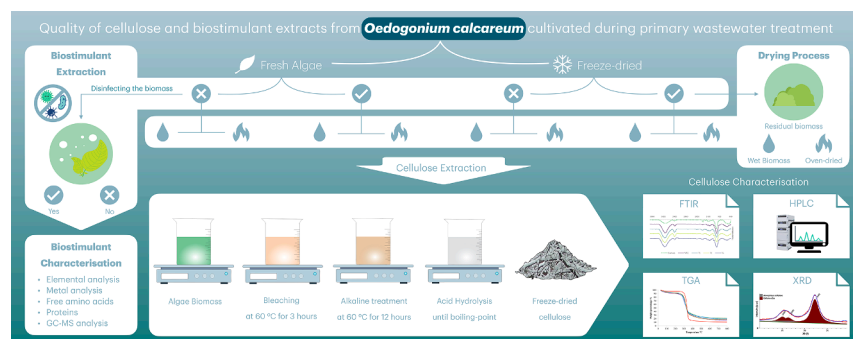 Quality of cellulose and biostimulant extracts from Oedogonium calcareum cultivated during primary wastewater treatment
Biostimulant
Extraction
Disinfecting the biomass
Yes
No
Fresh Algae
Freeze-dried
Drying Process
Residual biomass
Wet Biomass
Oven-dried
Cellulose Extraction
Biostimulant
Characterisation
• Elemental analysis
• Metal analysis
• Free amino acids
• Proteins
• GC-MS analysis
Algae Biomass
Bleaching
at 60 °C for 3 hours
Alkaline treatment
at 60 °C for 12 hours
Acid Hydrolysis
until boiling-point
Freeze-dried
cellulose
Cellulose Characterisation
FTIR
HPLC
TGA
XRD